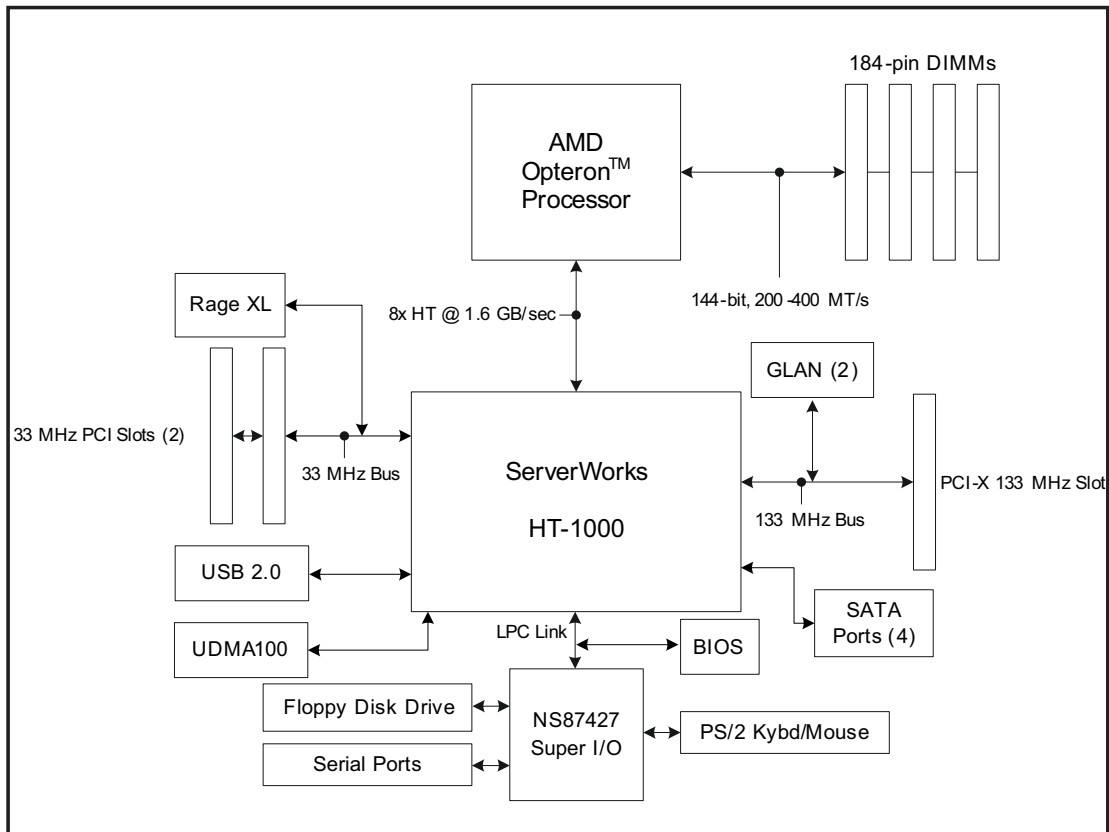 184-pin DIMMs
AMD
Opteron™
Processor
144-bit, 200-400 MT/s
Rage XL
8x HT @ 1.6 GB/sec
GLAN (2)
33 MHz PCI Slots (2)
33 MHz Bus
ServerWorks
HT-1000
133 MHz Bus
PCI-X 133 MHz Slot
USB 2.0
UDMA100
LPC Link
BIOS
SATA
Ports (4)
Floppy Disk Drive
Serial Ports
NS87427
Super I/O
PS/2 Kybd/Mouse